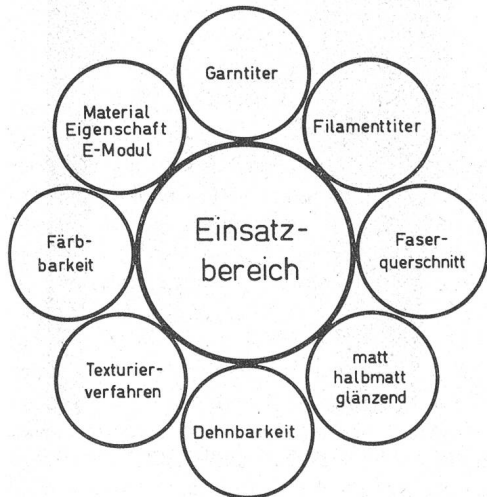 Garntiter
Filamenttiter
Faser-
querschnitt
matt
halbmatt
glänzend
Dehnbarkeit
Texturier-
verfahren
Färb-
barkeit
Material
Eigenschaft
E-Modul
Einsatz-
bereich